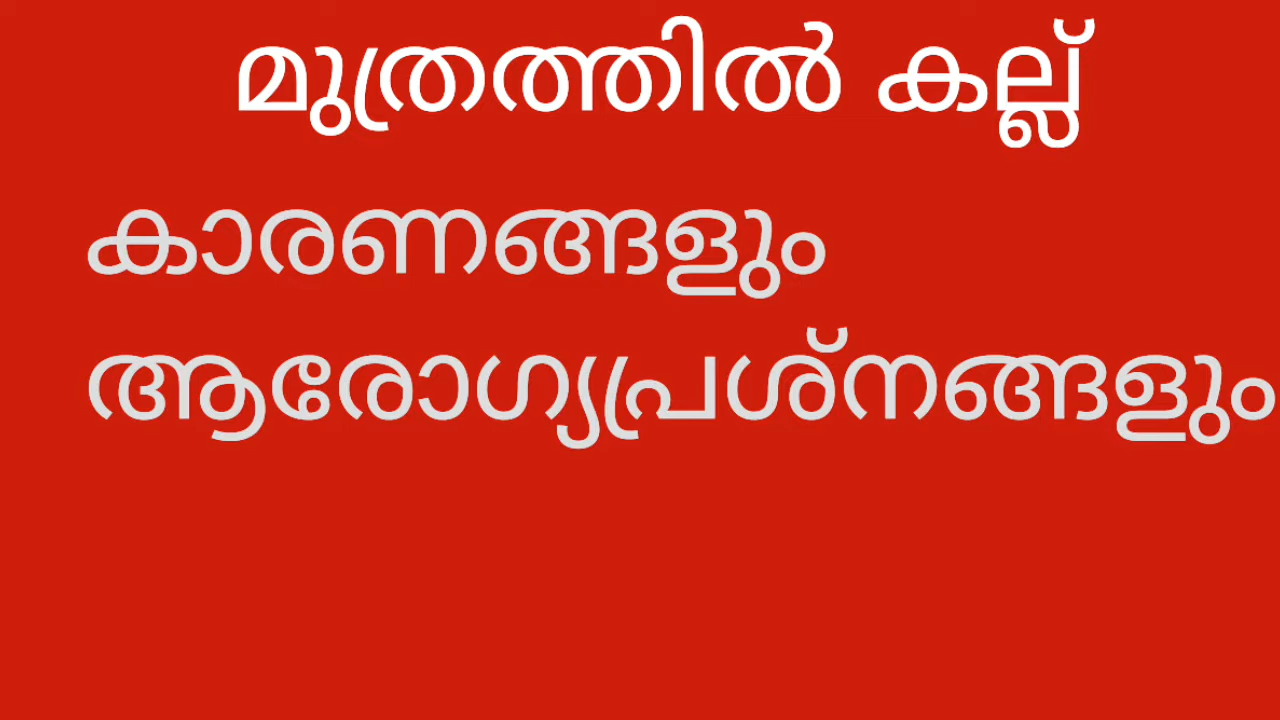 മൂത്രത്തിൽ കല്ല്
കാരണങ്ങളും
ആരോഗ്യപ്രശ്നങ്ങളും